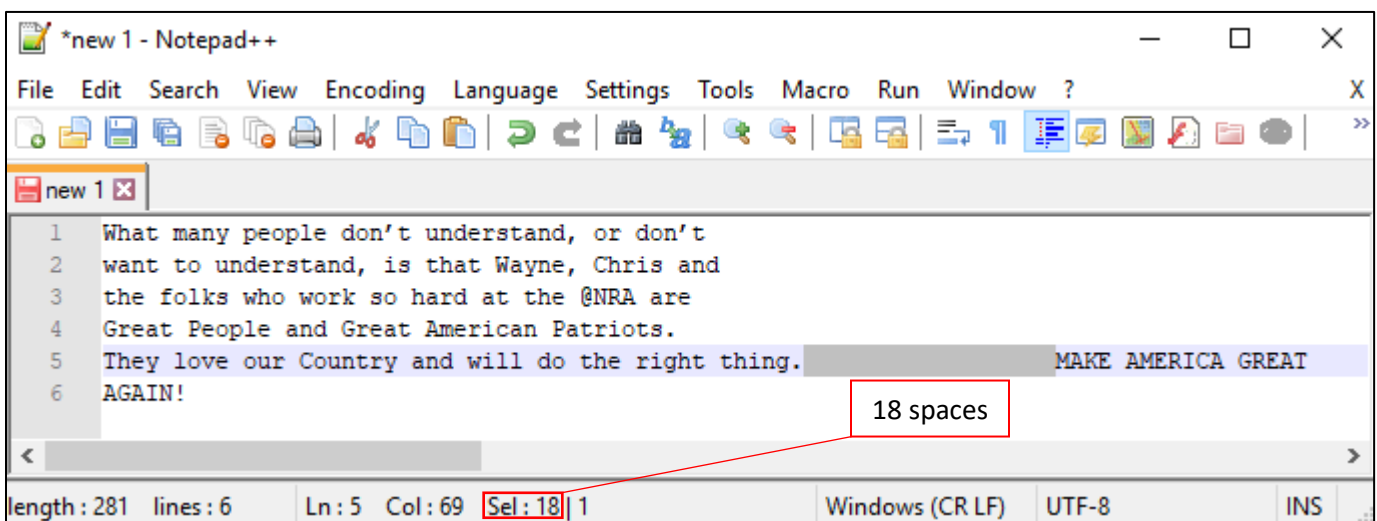 *new 1 - Notepad++
File Edit Search View Encoding Language Settings Tools Macro Run Window ? X
new 1
1 What many people don’t understand, or don’t
2 want to understand, is that Wayne, Chris and
3 the folks who work so hard at the @NRA are
4 Great People and Great American Patriots.
5 They love our Country and will do the right thing.                  MAKE AMERICA GREAT
6 AGAIN!
18 spaces
length : 281 lines : 6 Ln : 5 Col : 69 Sel : 18 | 1 Windows (CR LF) UTF-8 INS